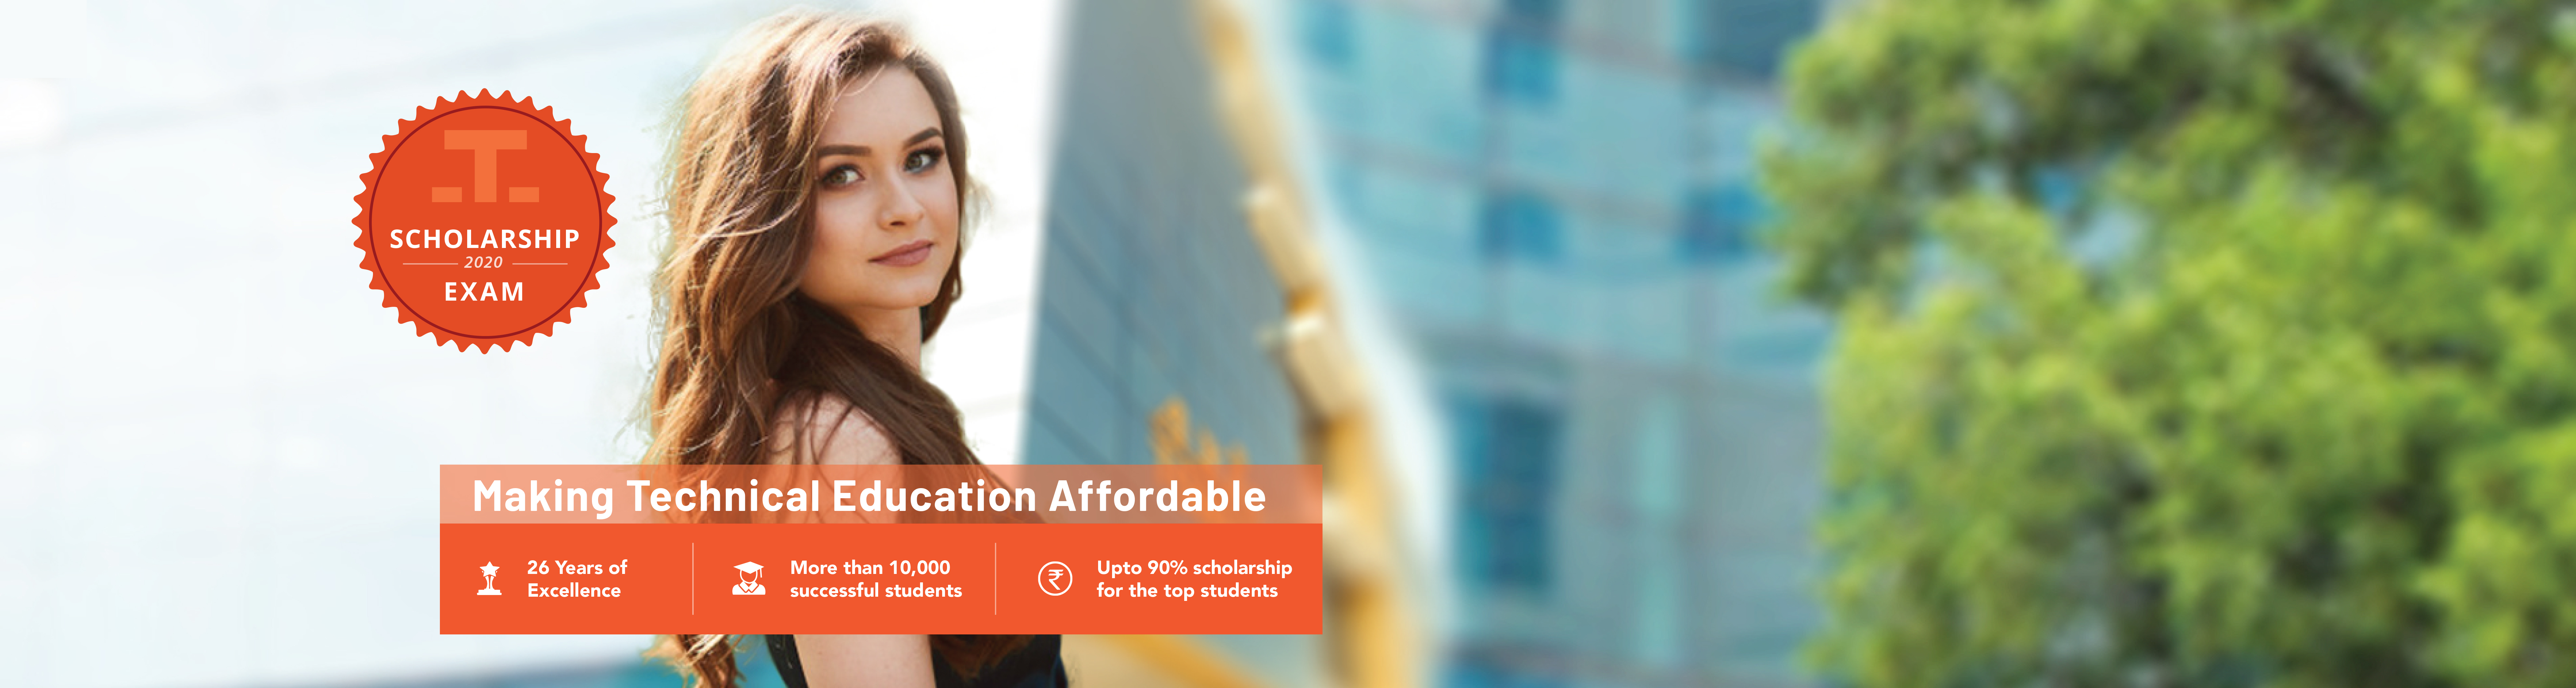 SCHOLARSHIP
2020
EXAM
Making Technical Education Affordable
26 Years of
Excellence
More than 10,000
successful students
Upto 90% scholarship
for the top students